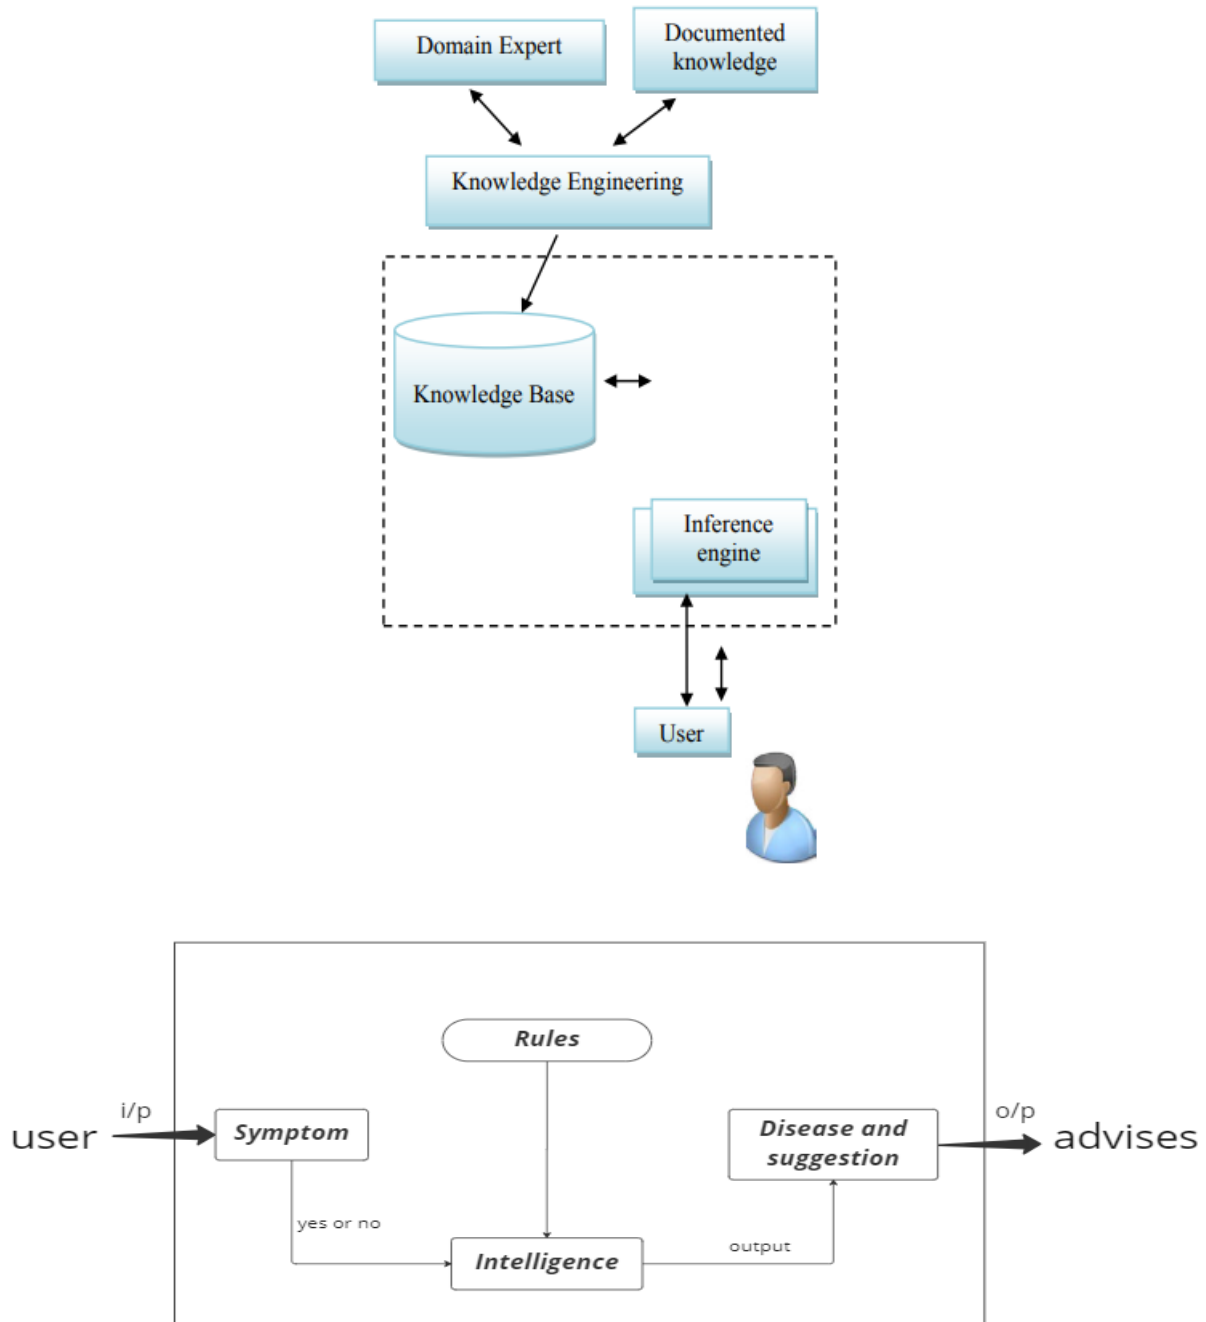 Domain Expert
Documented
knowledge
Knowledge Engineering
Knowledge Base
Inference
engine
User
Rules
i/p
user
Symptom
Disease and
suggestion
o/p
advises
yes or no
Intelligence
output